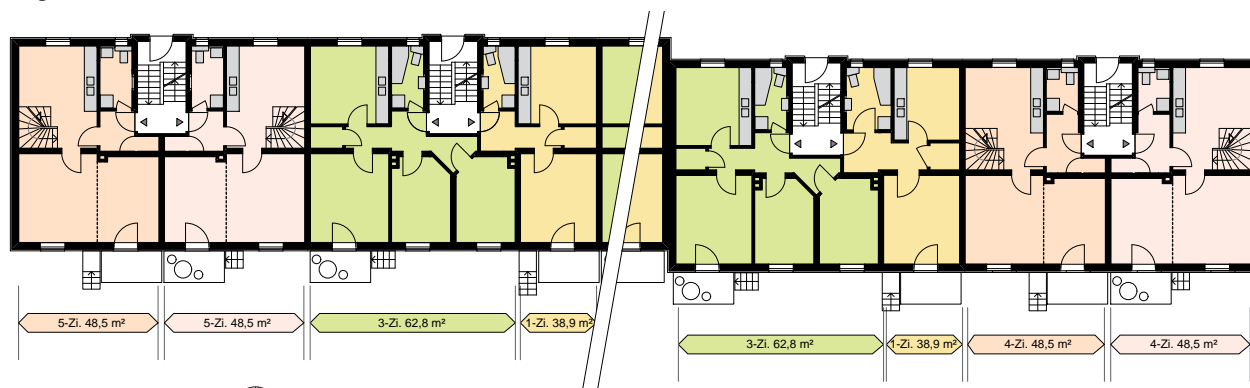 5-Zi. 48,5 m²
5-Zi. 48,5 m²
3-Zi. 62,8 m²
1-Zi. 38,9 m²
3-Zi. 62,8 m²
1-Zi. 38,9 m²
4-Zi. 48,5 m²
4-Zi. 48,5 m²